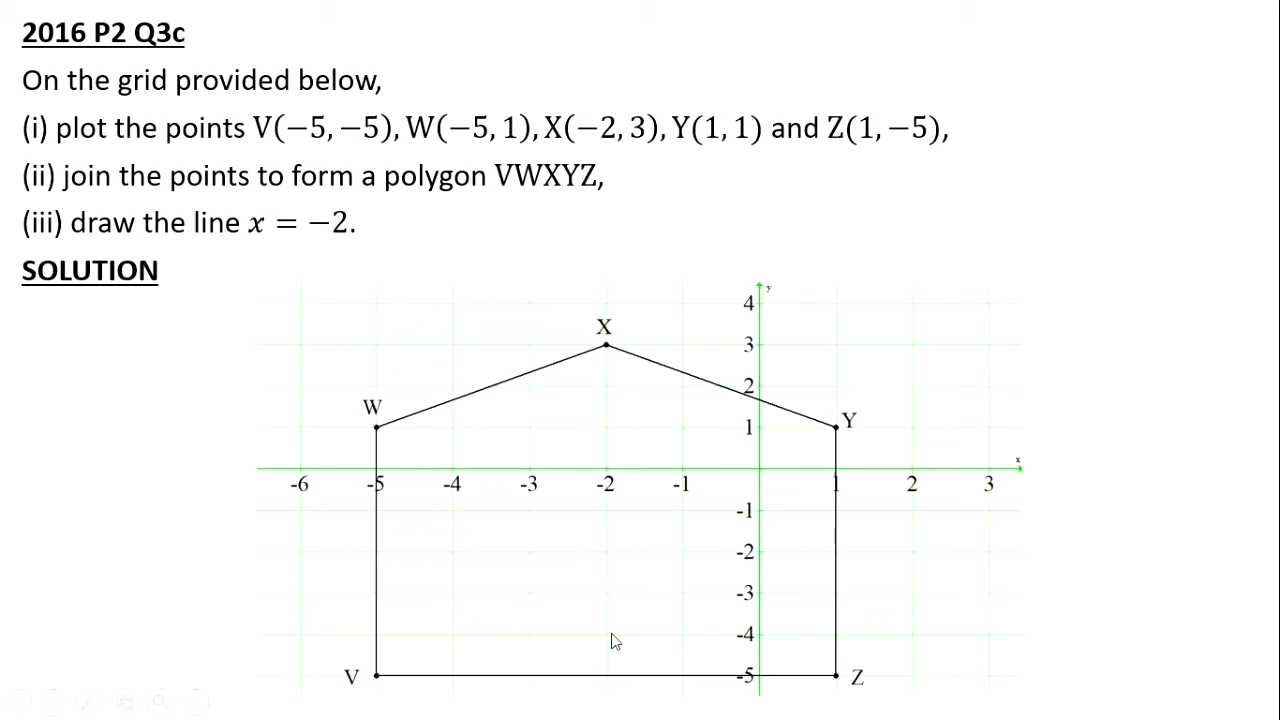 2016 P2 Q3c
On the grid provided below,
(i) plot the points V(−5, −5), W(−5, 1), X(−2, 3), Y(1, 1) and Z(1, −5),
(ii) join the points to form a polygon VWXYZ,
(iii) draw the line x = −2.
SOLUTION
y
4
X
3
2
W
Y
1
x
-6 -5 -4 -3 -2 -1 1 2 3
-1
-2
-3
-4
V -5 Z